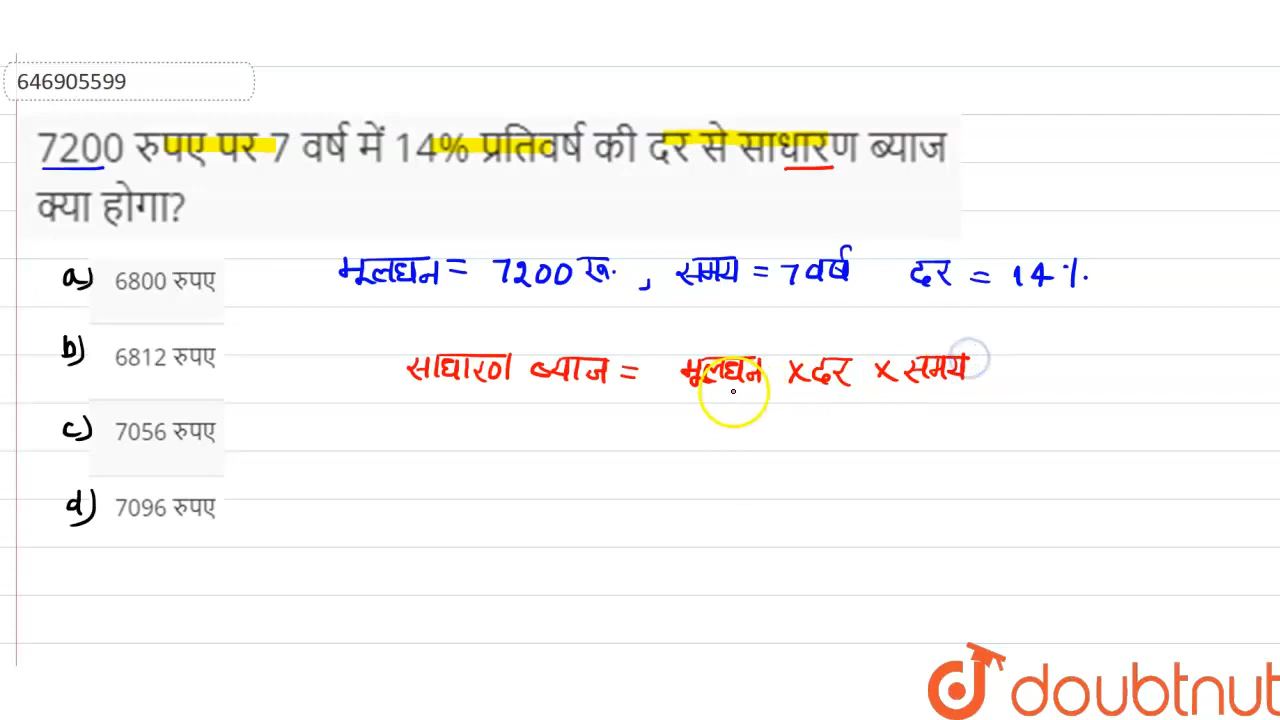 646905599
7200 रुपए पर 7 वर्ष में 14% प्रतिवर्ष की दर से साधारण ब्याज
क्या होगा?
a) 6800 रुपए
मूलधन = 7200 रू. , समय = 7 वर्ष दर = 14 %.
b) 6812 रुपए
साधारण ब्याज = मूलधन × दर × समय
c) 7056 रुपए
d) 7096 रुपए
doubtnut